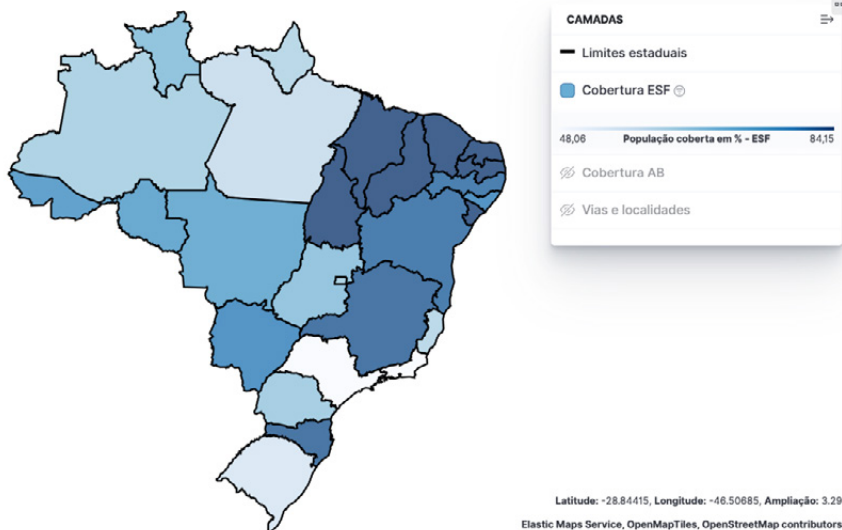 CAMADAS
Limites estaduais
Cobertura ESF
48,06 População coberta em % - ESF 84,15
Cobertura AB
Vias e localidades
Latitude: -28.84415, Longitude: -46.50685, Ampliação: 3.29
Elastic Maps Service, OpenMapTiles, OpenStreetMap contributors